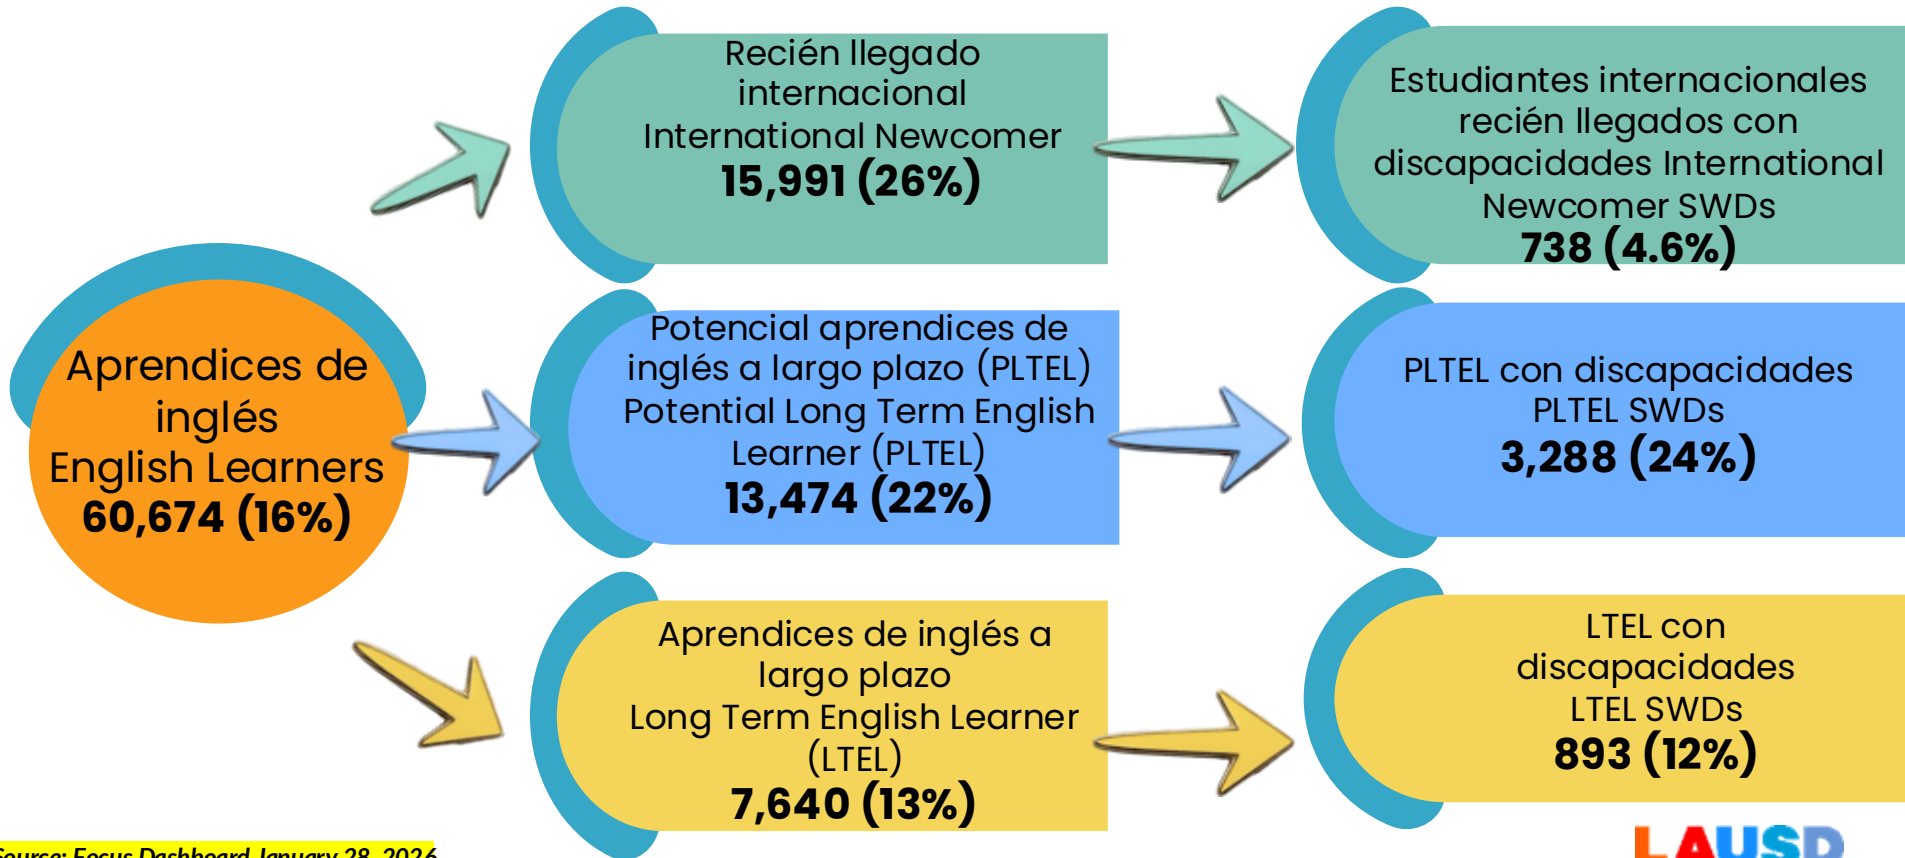 Recién llegado
internacional
International Newcomer
15,991 (26%)
Estudiantes internacionales
recién llegados con
discapacidades International
Newcomer SWDs
738 (4.6%)
Aprendices de
inglés
English Learners
60,674 (16%)
Potencial aprendices de
inglés a largo plazo (PLTEL)
Potential Long Term English
Learner (PLTEL)
13,474 (22%)
PLTEL con discapacidades
PLTEL SWDs
3,288 (24%)
Aprendices de inglés a
largo plazo
Long Term English Learner
(LTEL)
7,640 (13%)
LTEL con
discapacidades
LTEL SWDs
893 (12%)
Source: Focus Dashboard January 28, 2026
LAUSD